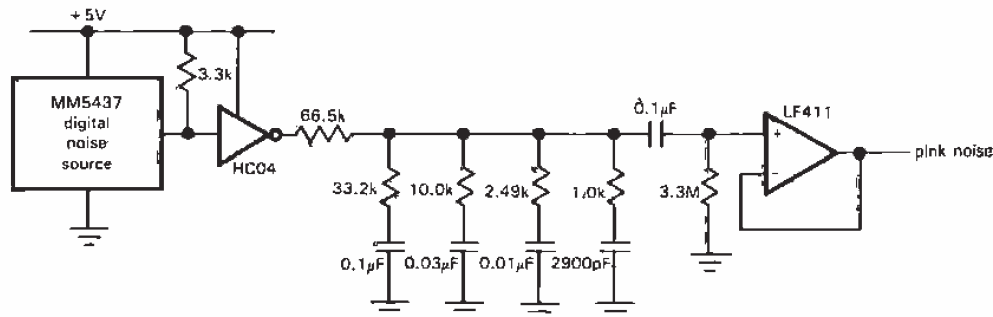 +5V
3.3k
MM5437
digital
noise
source
HC04
66.5k
33.2k
10.0k
2.49k
1.0k
0.1μF
0.03μF
0.01μF
2900pF
0.1μF
3.3M
LF411
+
−
pink noise